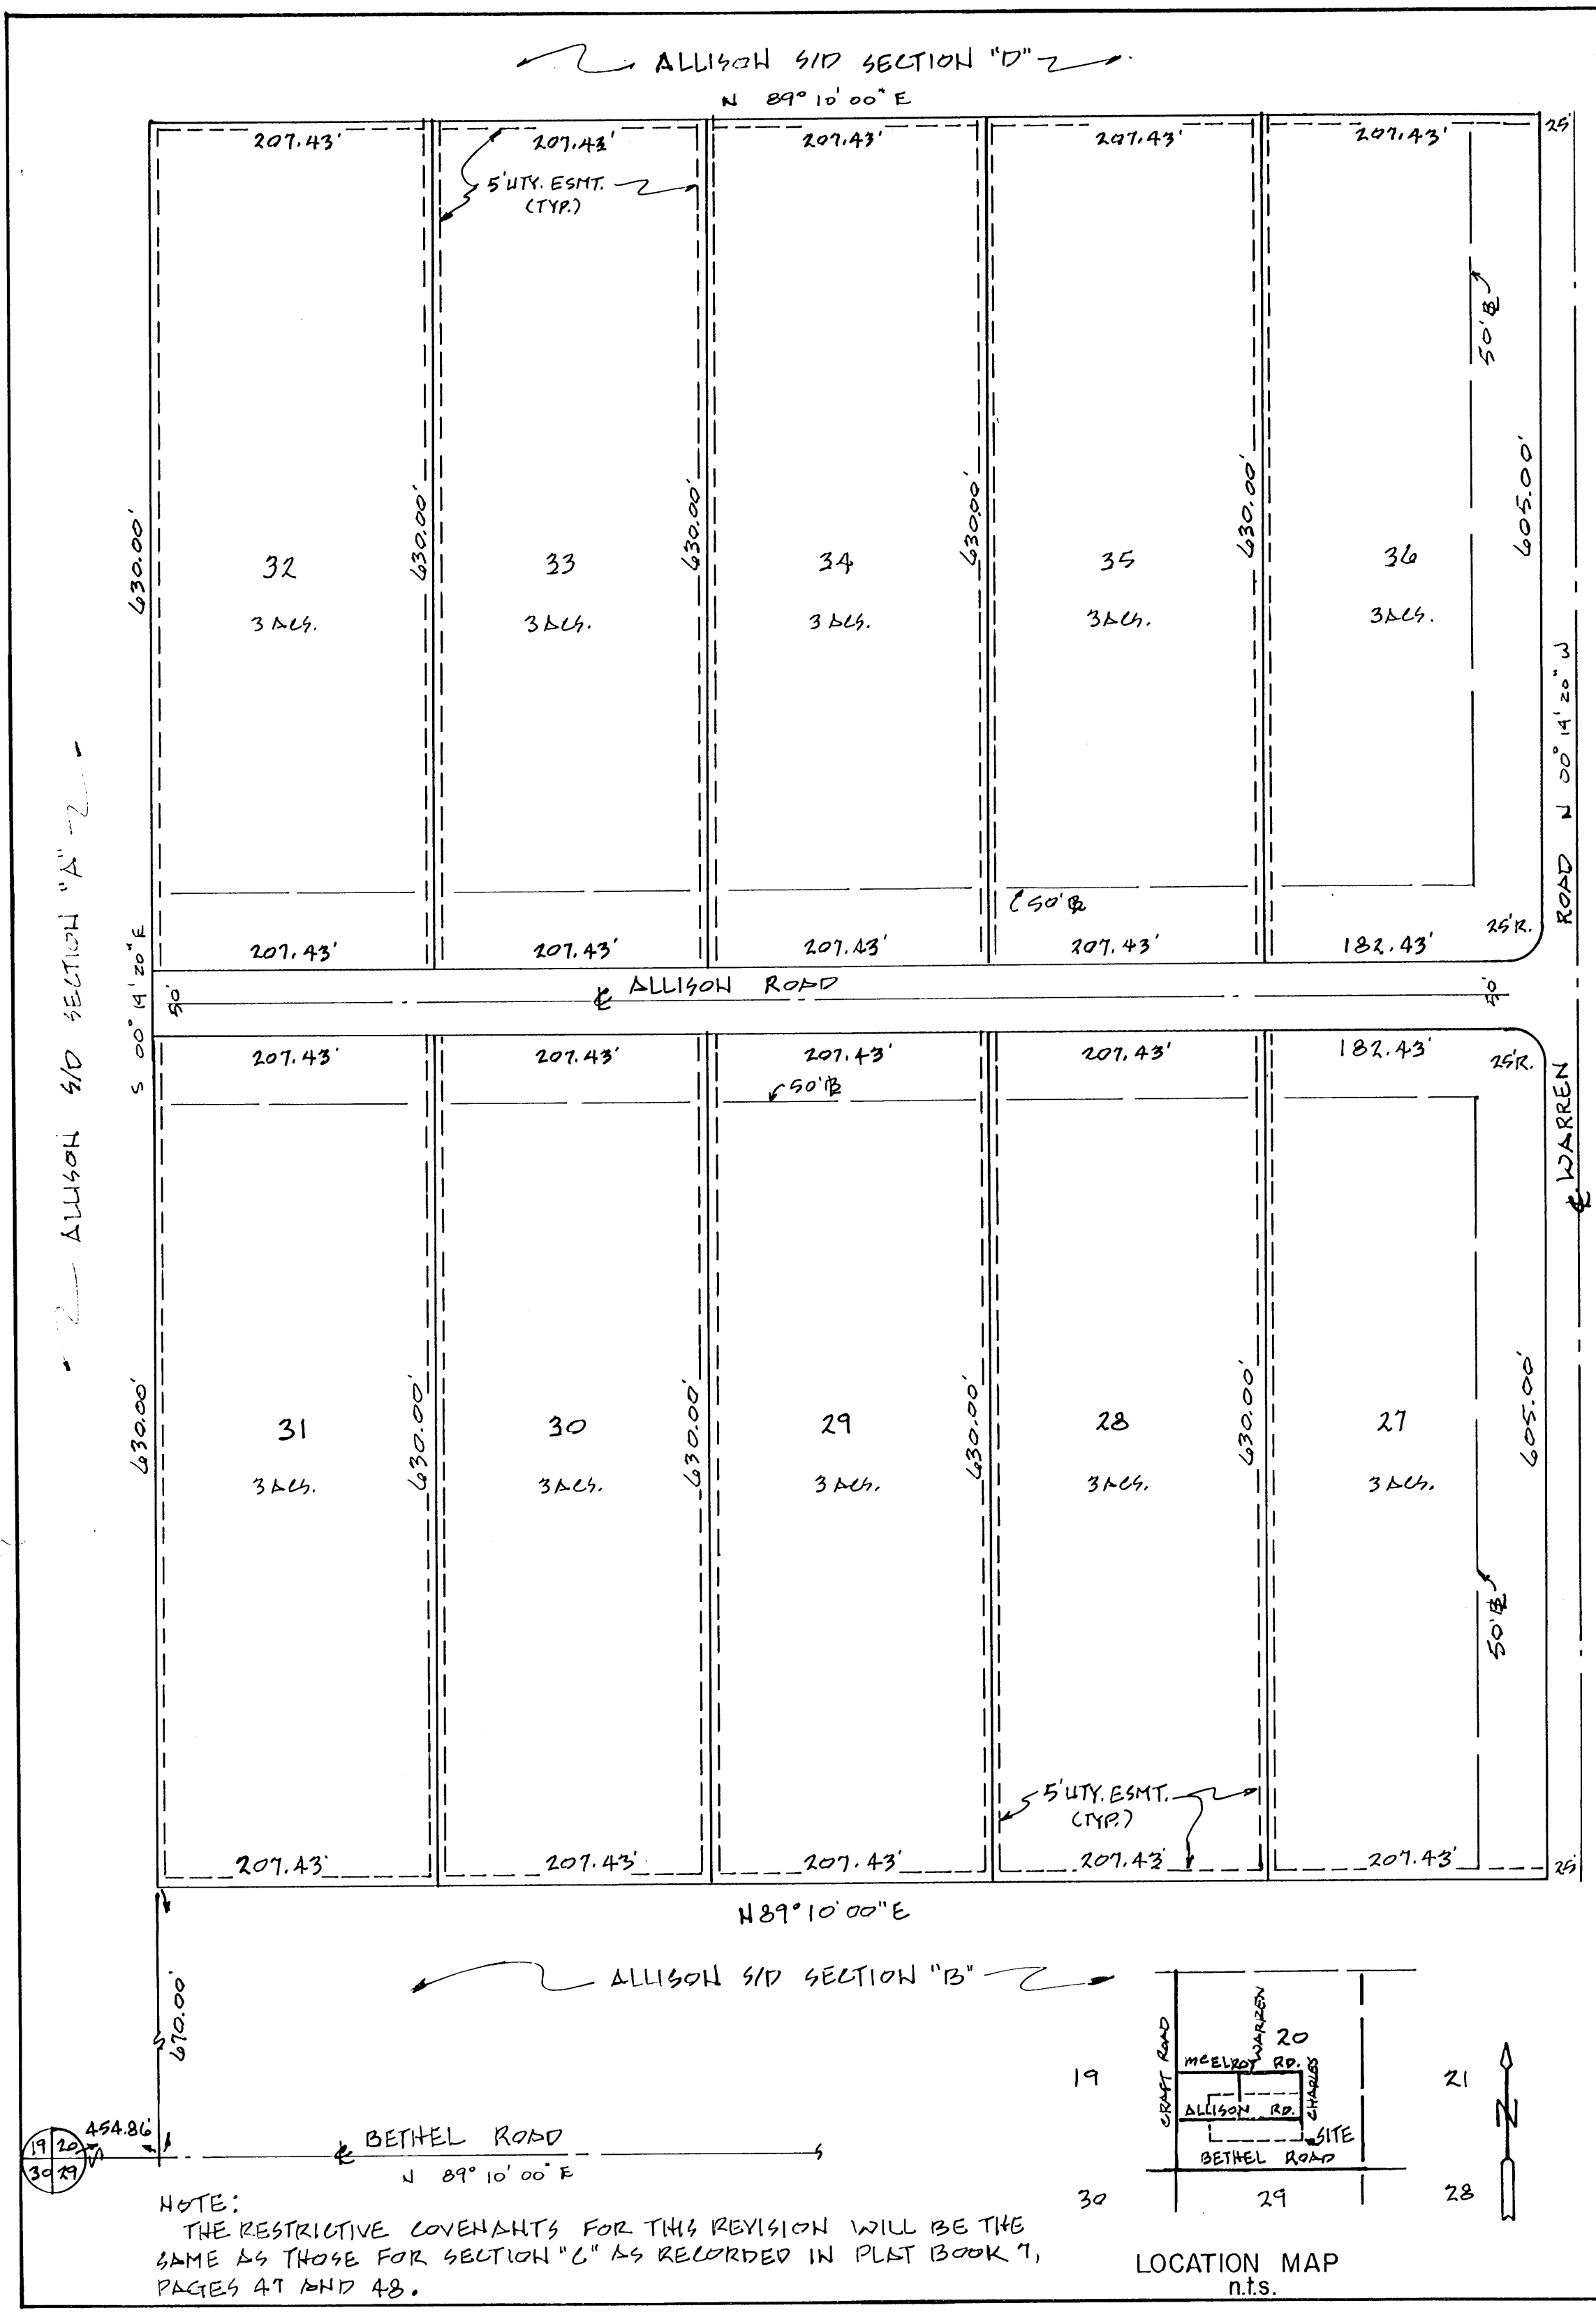 ALLISON S/D SECTION "D"
N 89° 10' 00" E
207.43' 207.43' 207.43' 207.43' 207.43' 25'
5' UTY. ESMT.
(TYP.)
50' BL
630.00' 630.00' 630.00' 630.00' 630.00' 605.00'
32 33 34 35 36
3 ACS. 3 ACS. 3 ACS. 3 ACS. 3 ACS.
ROAD N 00° 14' 20" W
ALLISON S/D SECTION "A"
50' BL
207.43' 207.43' 207.43' 207.43' 182.43' 25'R.
S 00° 14' 20" E
50' ℄ ALLISON ROAD 50'
207.43' 207.43' 207.43' 207.43' 182.43' 25'R.
50' BL
℄ WARREN
630.00' 630.00' 630.00' 630.00' 630.00' 605.00'
31 30 29 28 27
3 ACS. 3 ACS. 3 ACS. 3 ACS. 3 ACS.
50' BL
5' UTY. ESMT.
(TYP.)
207.43' 207.43' 207.43' 207.43' 207.43' 25'
N 89° 10' 00" E
ALLISON S/D SECTION "B"
670.00'
454.86'
19 20
30 29
℄ BETHEL ROAD
N 89° 10' 00" E
NOTE:
THE RESTRICTIVE COVENANTS FOR THIS REVISION WILL BE THE
SAME AS THOSE FOR SECTION "C" AS RECORDED IN PLAT BOOK 7,
PAGES 47 AND 48.
CRAFT ROAD
WARREN
20
19
McELROY RD.
CHARLES
21
ALLISON RD.
SITE
BETHEL ROAD
30 29 28
N
LOCATION MAP
n.t.s.